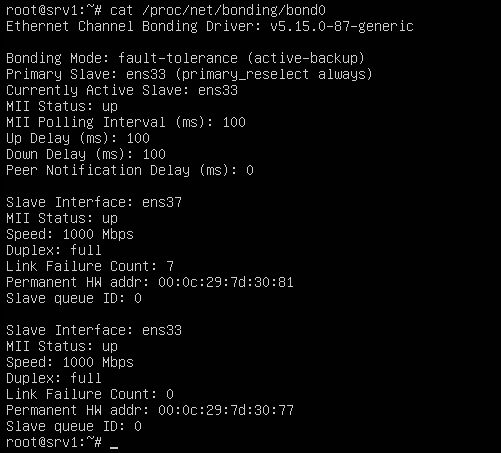 root@srv1:~# cat /proc/net/bonding/bond0
Ethernet Channel Bonding Driver: v5.15.0-87-generic

Bonding Mode: fault-tolerance (active-backup)
Primary Slave: ens33 (primary_reselect always)
Currently Active Slave: ens33
MII Status: up
MII Polling Interval (ms): 100
Up Delay (ms): 100
Down Delay (ms): 100
Peer Notification Delay (ms): 0

Slave Interface: ens37
MII Status: up
Speed: 1000 Mbps
Duplex: full
Link Failure Count: 7
Permanent HW addr: 00:0c:29:7d:30:81
Slave queue ID: 0

Slave Interface: ens33
MII Status: up
Speed: 1000 Mbps
Duplex: full
Link Failure Count: 0
Permanent HW addr: 00:0c:29:7d:30:77
Slave queue ID: 0
root@srv1:~# _